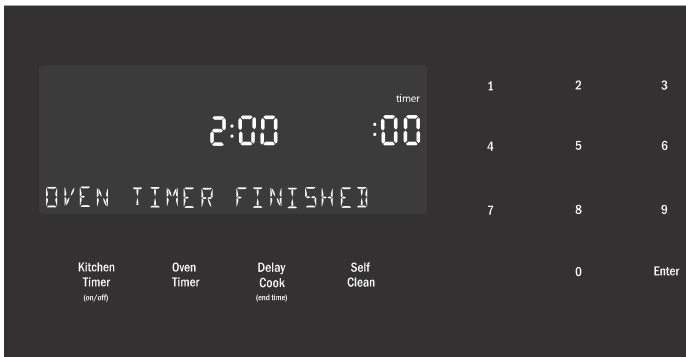 timer
2:00 :00
OVEN TIMER FINISHED
1 2 3
4 5 6
7 8 9
0 Enter
Kitchen Timer (on/off)
Oven Timer
Delay Cook (end time)
Self Clean